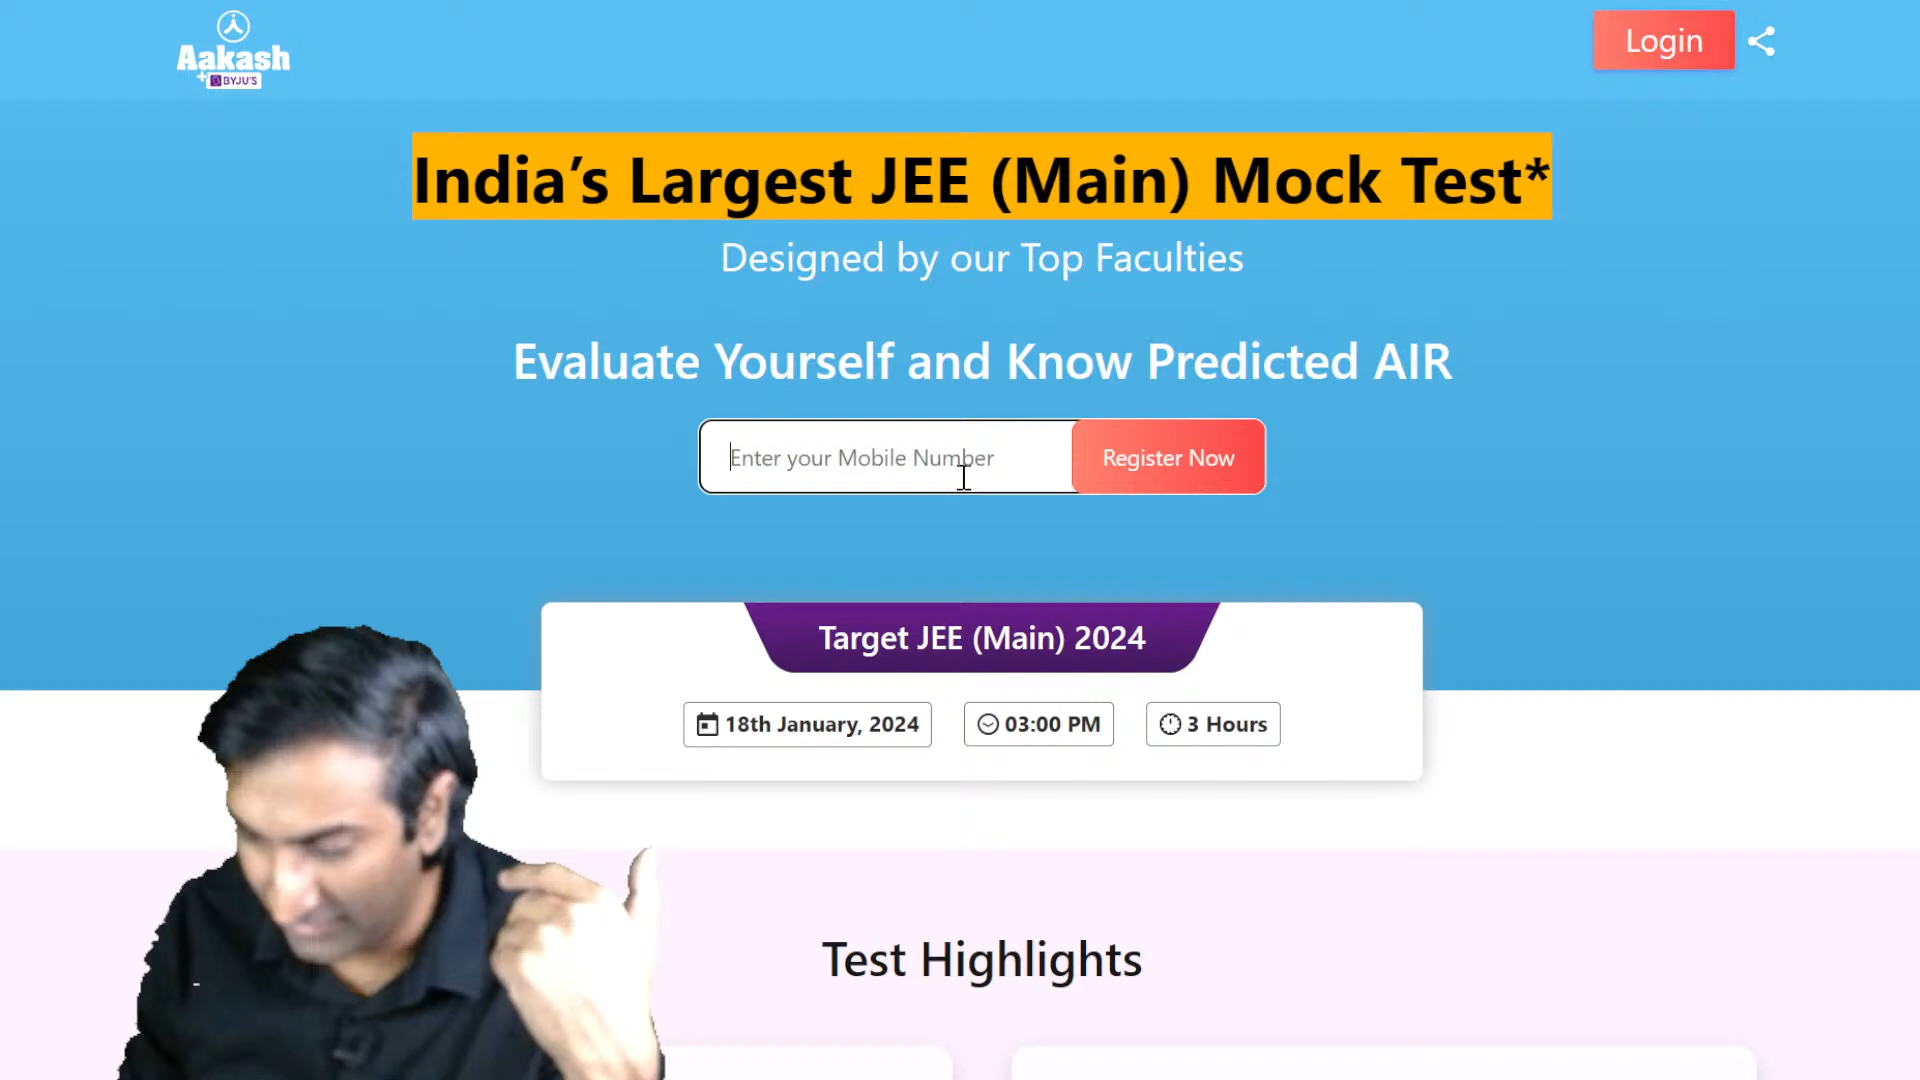 Aakash
+ BYJU'S
Login
India’s Largest JEE (Main) Mock Test*
Designed by our Top Faculties
Evaluate Yourself and Know Predicted AIR
Enter your Mobile Number
Register Now
Target JEE (Main) 2024
18th January, 2024
03:00 PM
3 Hours
Test Highlights